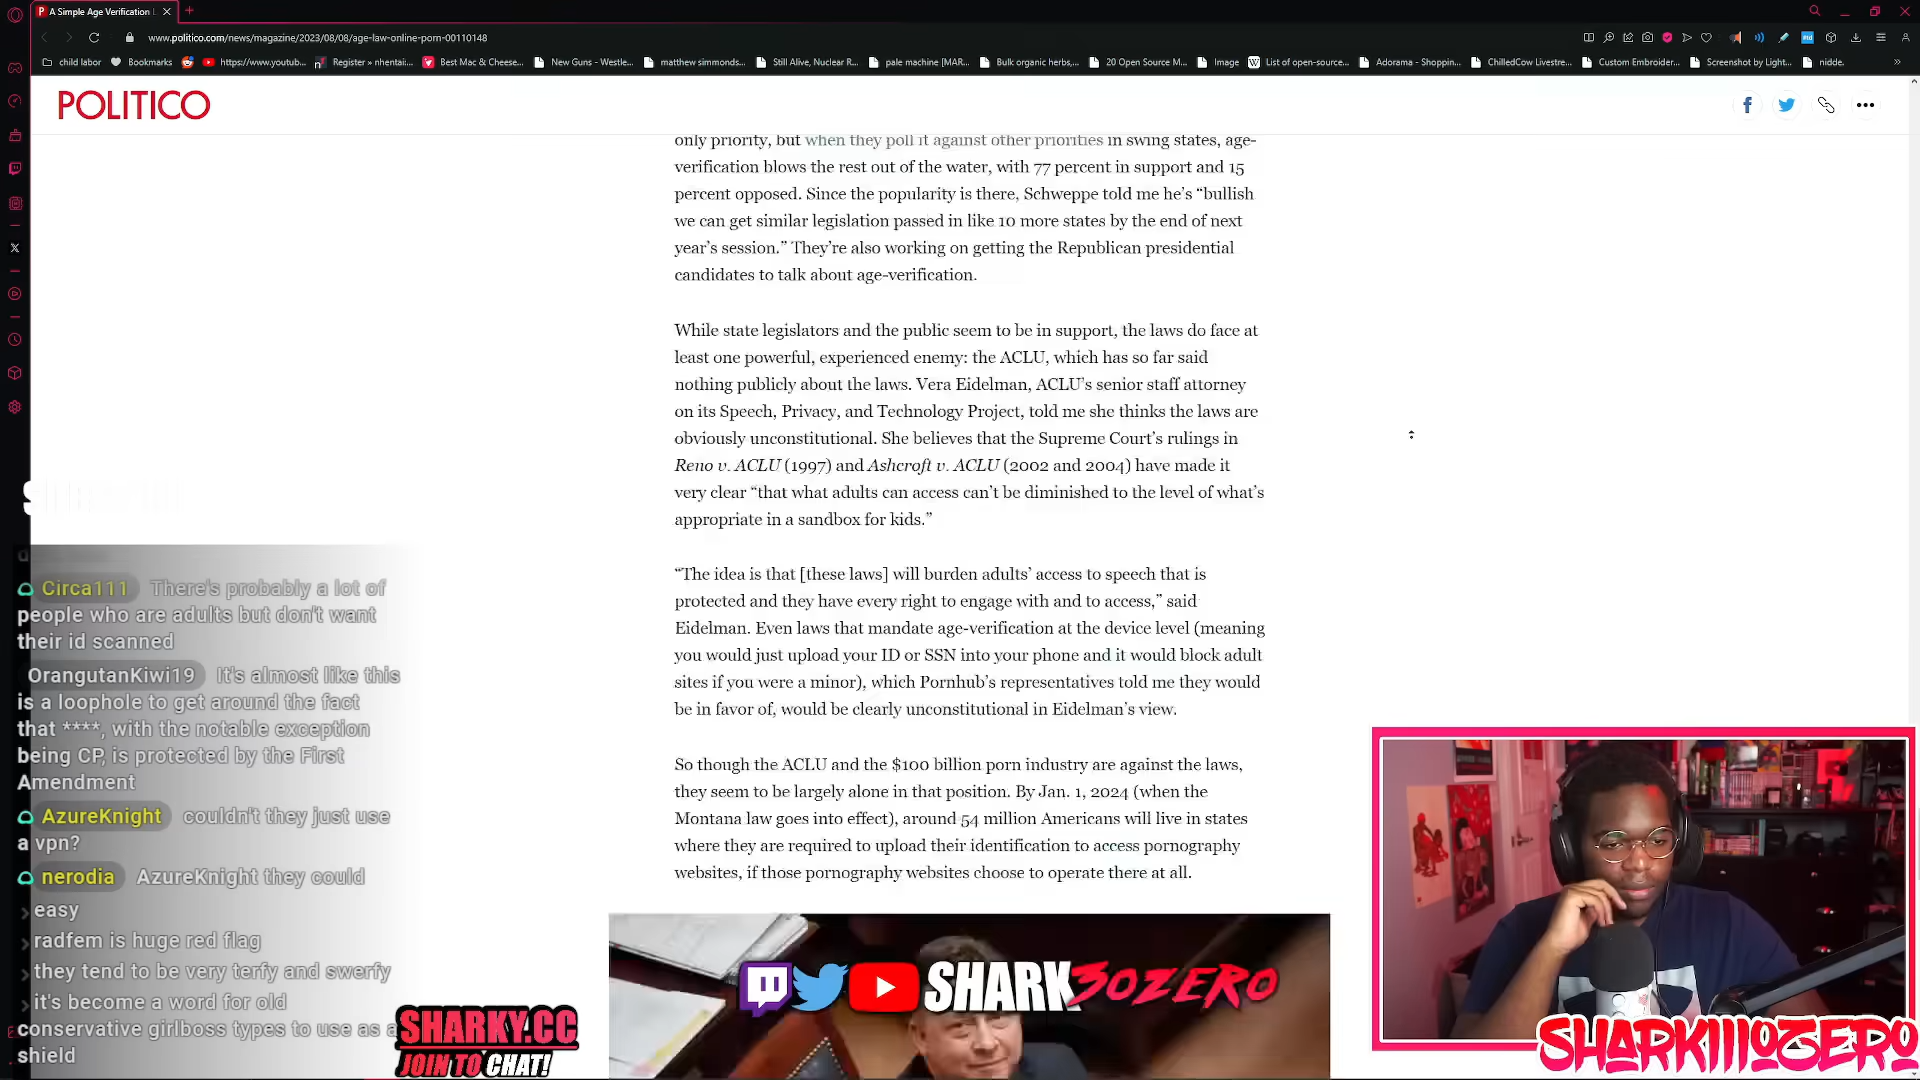 A Simple Age Verification
www.politico.com/news/magazine/2023/08/08/age-law-online-porn-00110148
child labor
Bookmarks
https://www.youtub...
Register » nhentai:...
Best Mac & Cheese...
New Guns - Westle...
matthew simmonds...
Still Alive, Nuclear R...
pale machine [MAR...
Bulk organic herbs,...
20 Open Source M...
Image
List of open-source...
Adorama - Shoppin...
ChilledCow Livestre...
Custom Embroider...
Screenshot by Light...
nidde.
POLITICO
only priority, but when they poll it against other priorities in swing states, age-
verification blows the rest out of the water, with 77 percent in support and 15
percent opposed. Since the popularity is there, Schweppe told me he's “bullish
we can get similar legislation passed in like 10 more states by the end of next
year's session.” They're also working on getting the Republican presidential
candidates to talk about age-verification.
While state legislators and the public seem to be in support, the laws do face at
least one powerful, experienced enemy: the ACLU, which has so far said
nothing publicly about the laws. Vera Eidelman, ACLU's senior staff attorney
on its Speech, Privacy, and Technology Project, told me she thinks the laws are
obviously unconstitutional. She believes that the Supreme Court's rulings in
Reno v. ACLU (1997) and Ashcroft v. ACLU (2002 and 2004) have made it
very clear “that what adults can access can't be diminished to the level of what's
appropriate in a sandbox for kids.”
“The idea is that [these laws] will burden adults' access to speech that is
protected and they have every right to engage with and to access,” said
Eidelman. Even laws that mandate age-verification at the device level (meaning
you would just upload your ID or SSN into your phone and it would block adult
sites if you were a minor), which Pornhub's representatives told me they would
be in favor of, would be clearly unconstitutional in Eidelman's view.
So though the ACLU and the $100 billion porn industry are against the laws,
they seem to be largely alone in that position. By Jan. 1, 2024 (when the
Montana law goes into effect), around 54 million Americans will live in states
where they are required to upload their identification to access pornography
websites, if those pornography websites choose to operate there at all.
Circa111 There's probably a lot of
people who are adults but don't want
their id scanned
OrangutanKiwi19 It's almost like this
is a loophole to get around the fact
that ****, with the notable exception
being CP, is protected by the First
Amendment
AzureKnight couldn't they just use
a vpn?
nerodia AzureKnight they could
easy
radfem is huge red flag
they tend to be very terfy and swerfy
it's become a word for old
conservative girlboss types to use as a
shield
SHARKY.CC
JOIN TO CHAT!
SHARK3OZERO
SHARKIIIOZERO